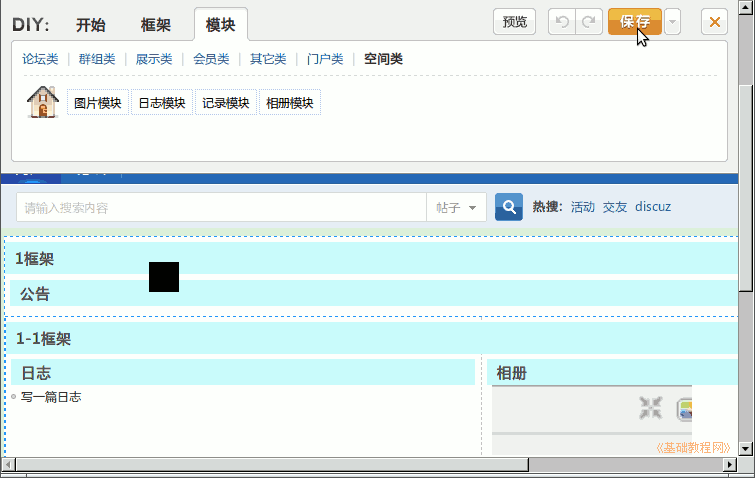 DIY: 开始 框架 模块 预览 保存
论坛类 群组类 展示类 会员类 其它类 门户类 空间类
图片模块 日志模块 记录模块 相册模块
请输入搜索内容 帖子 热搜: 活动 交友 discuz
1框架
公告
1-1框架
日志 相册
写一篇日志
《基础教程网》